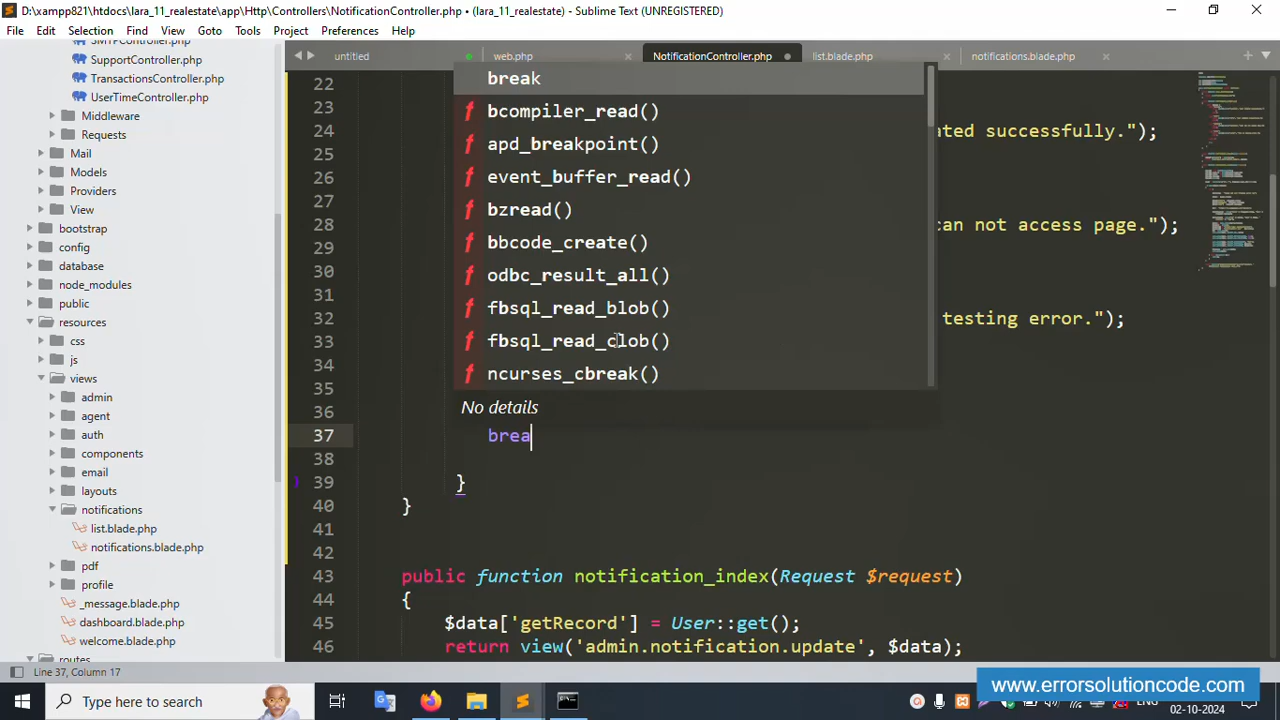 D:\xampp821\htdocs\lara_11_realestate\app\Http\Controllers\NotificationController.php • (lara_11_realestate) - Sublime Text (UNREGISTERED)
File Edit Selection Find View Goto Tools Project Preferences Help
untitled web.php NotificationController.php list.blade.php notifications.blade.php
SMTPController.php
SupportController.php
TransactionsController.php
UserTimeController.php
Middleware
Requests
Mail
Models
Providers
View
bootstrap
config
database
node_modules
public
resources
css
js
views
admin
agent
auth
components
email
layouts
notifications
list.blade.php
notifications.blade.php
pdf
profile
_message.blade.php
dashboard.blade.php
welcome.blade.php
routes
break
bcompiler_read()
apd_breakpoint()
event_buffer_read()
bzread()
bbcode_create()
odbc_result_all()
fbsql_read_blob()
fbsql_read_clob()
ncurses_cbreak()
No details
22
23
24 ated successfully.");
25
26
27
28 can not access page.");
29
30
31
32 testing error.");
33
34
35
36
37 brea
38
39 }
40 }
41
42
43 public function notification_index(Request $request)
44 {
45 $data['getRecord'] = User::get();
46 return view('admin.notification.update', $data);
Line 37, Column 17
www.errorsolutioncode.com
Type here to search
02-10-2024